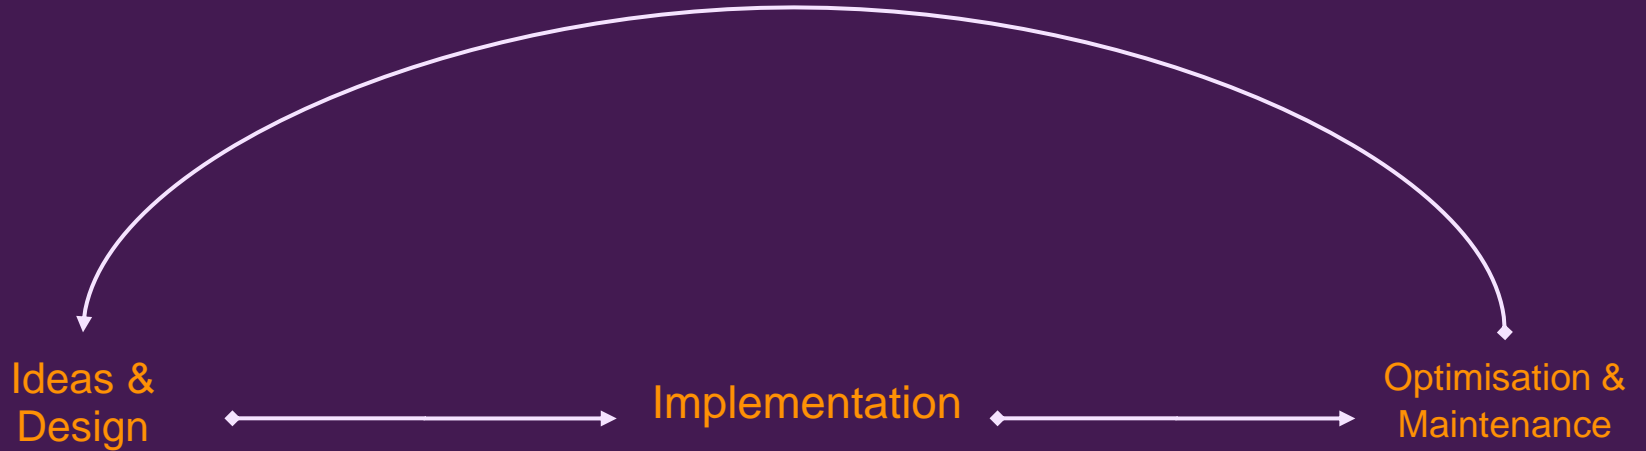 Ideas &
Design
Implementation
Optimisation &
Maintenance